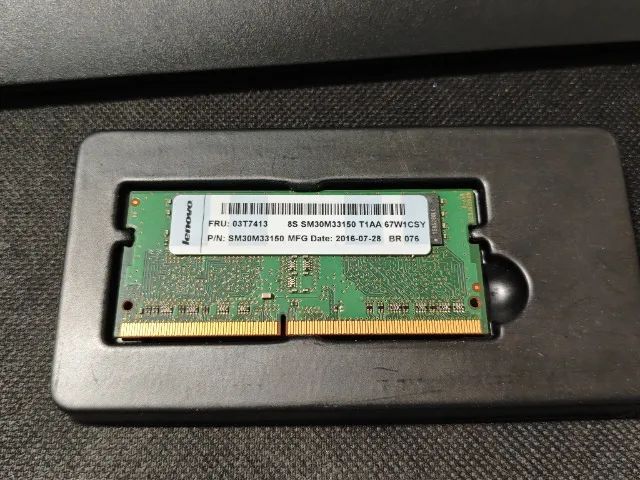 lenovo
FRU: 03T7413 8S SM30M33150 T1AA 67W1CSY
P/N: SM30M33150 MFG Date: 2016-07-28 BR 076